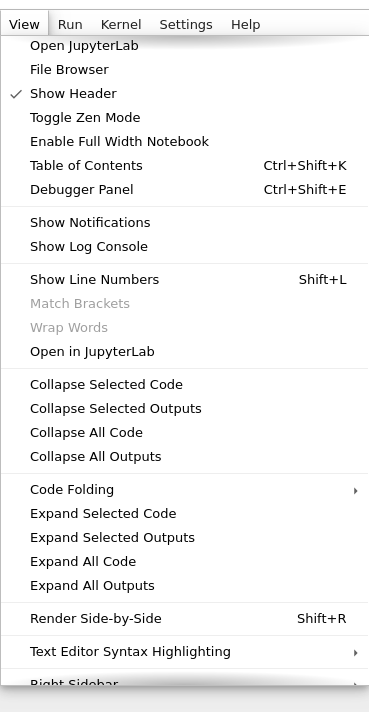 View Run Kernel Settings Help
Open JupyterLab
File Browser
Show Header
Toggle Zen Mode
Enable Full Width Notebook
Table of Contents Ctrl+Shift+K
Debugger Panel Ctrl+Shift+E
Show Notifications
Show Log Console
Show Line Numbers Shift+L
Match Brackets
Wrap Words
Open in JupyterLab
Collapse Selected Code
Collapse Selected Outputs
Collapse All Code
Collapse All Outputs
Code Folding
Expand Selected Code
Expand Selected Outputs
Expand All Code
Expand All Outputs
Render Side-by-Side Shift+R
Text Editor Syntax Highlighting
Right Sidebar